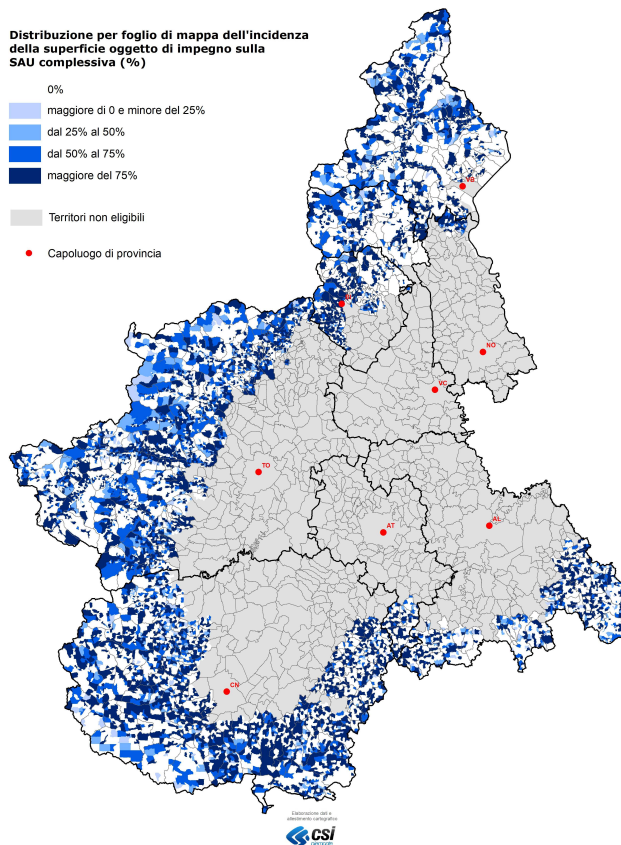 Distribuzione per foglio di mappa dell'incidenza
della superficie oggetto di impegno sulla
SAU complessiva (%)
0%
maggiore di 0 e minore del 25%
dal 25% al 50%
dal 50% al 75%
maggiore del 75%
Territori non eligibili
Capoluogo di provincia
NO
VC
TO
AL
AT
CN
Elaborazione dati e
allestimento cartografico
csi
piemonte